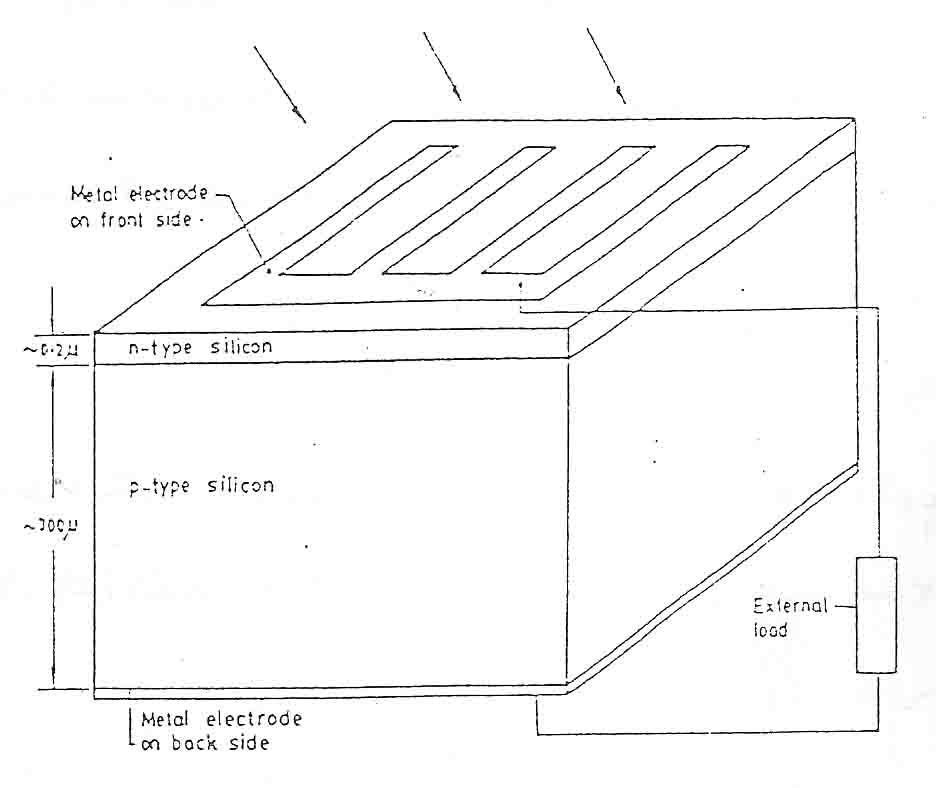 Metal electrode
on front side
~0.2μ
n-type silicon
p-type silicon
~300μ
External
load
Metal electrode
on back side